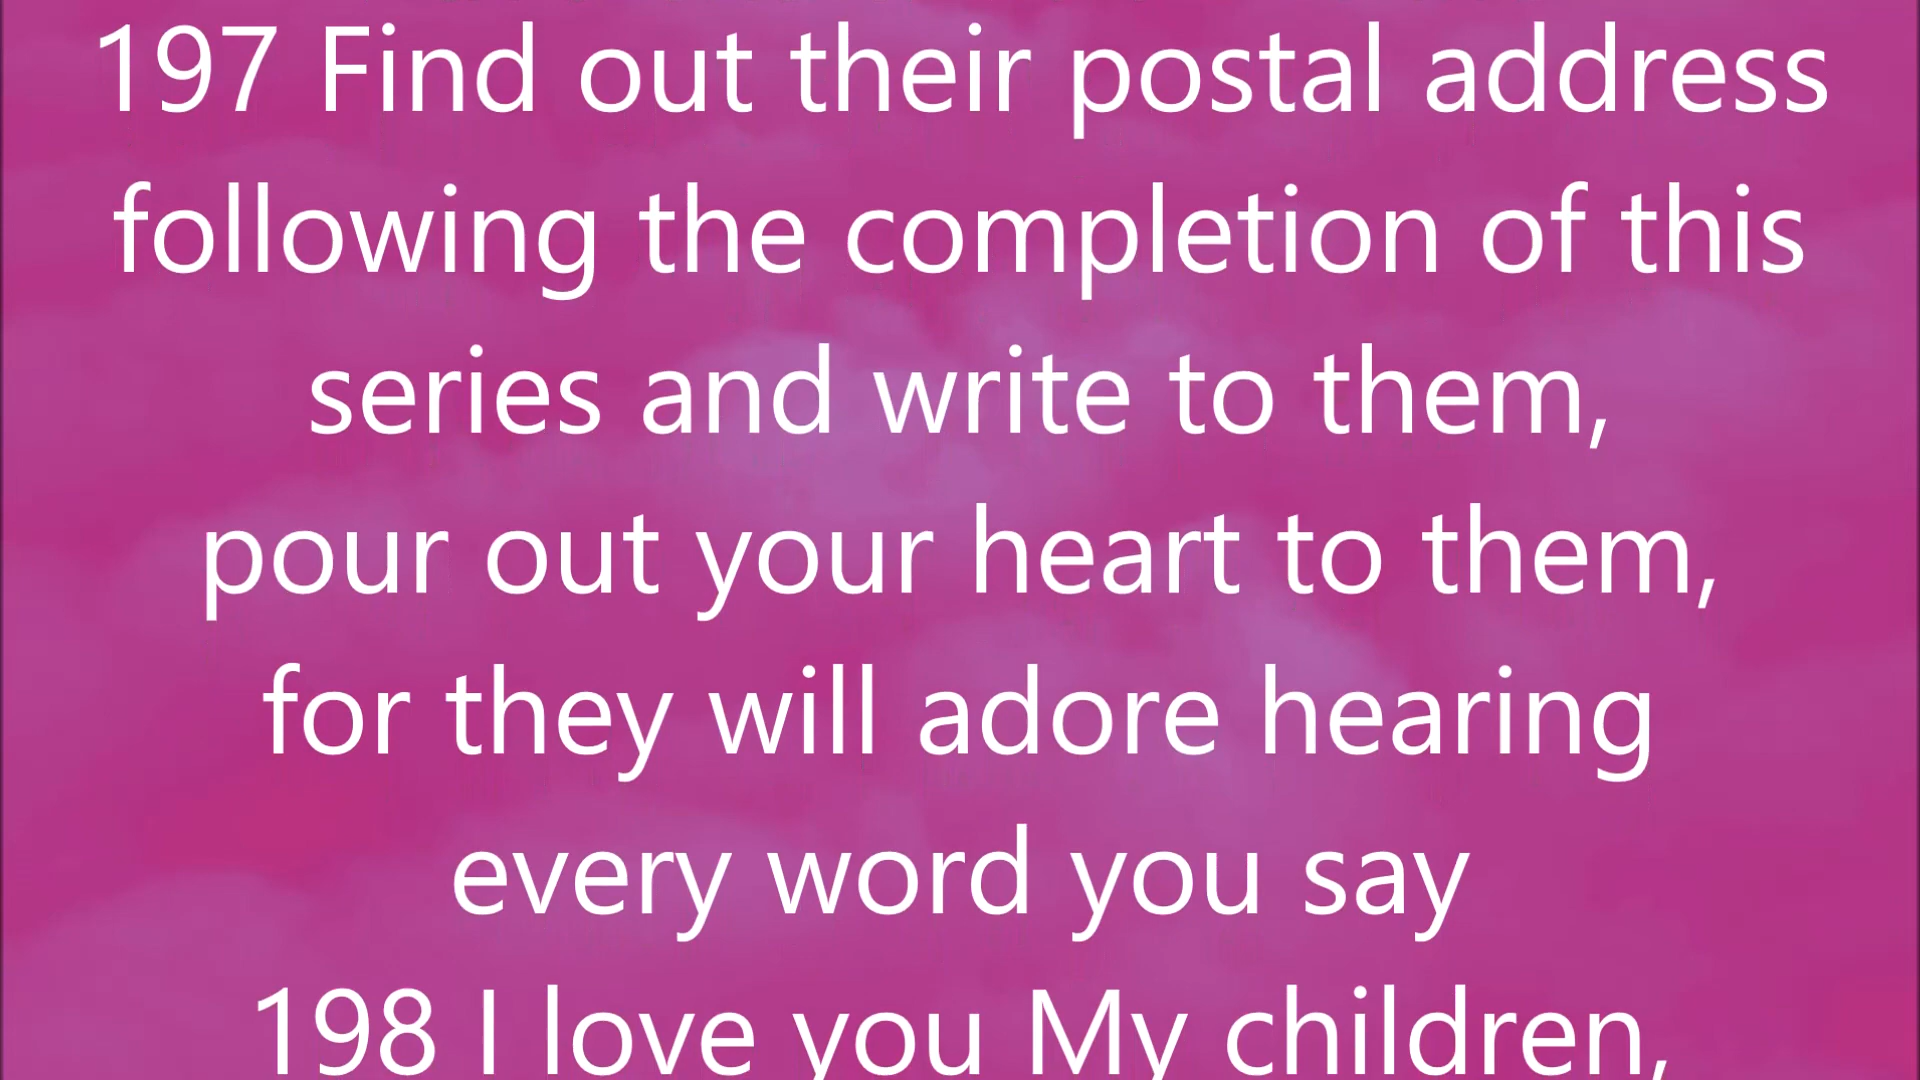 197 Find out their postal address
following the completion of this
series and write to them,
pour out your heart to them,
for they will adore hearing
every word you say
198 I love you My children,